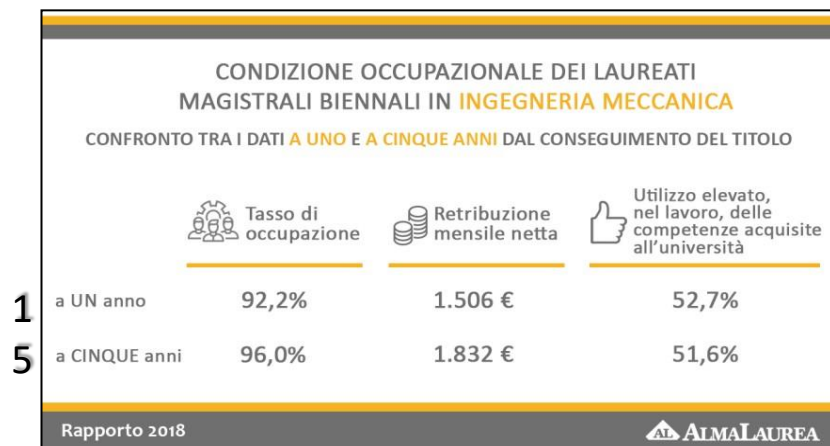 CONDIZIONE OCCUPAZIONALE DEI LAUREATI
MAGISTRALI BIENNALI IN INGEGNERIA MECCANICA
CONFRONTO TRA I DATI A UNO E A CINQUE ANNI DAL CONSEGUIMENTO DEL TITOLO
Tasso di
occupazione
Retribuzione
mensile netta
Utilizzo elevato,
nel lavoro, delle
competenze acquisite
all'università
1 a UN anno 92,2% 1.506 € 52,7%
5 a CINQUE anni 96,0% 1.832 € 51,6%
Rapporto 2018
AL ALMALAUREA